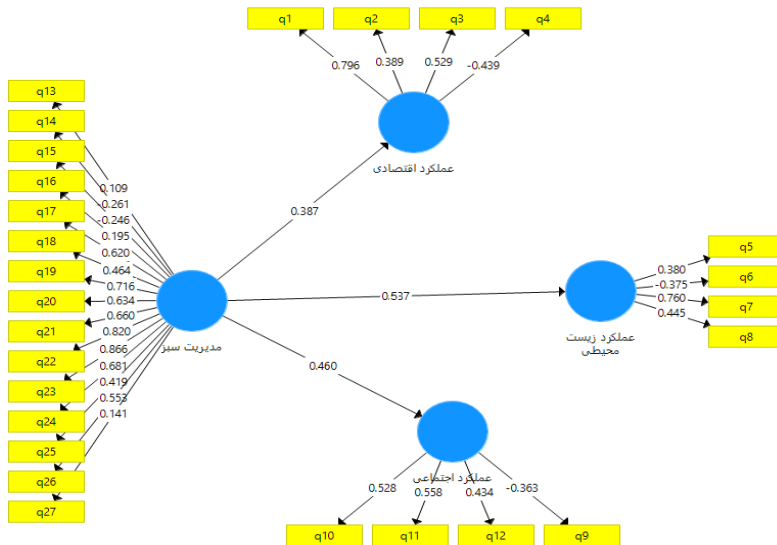 q1
q2
q3
q4
0.796
0.389
0.529
-0.439
عملکرد اقتصادی
q13
q14
q15
q16
q17
q18
q19
q20
q21
q22
q23
q24
q25
q26
q27
0.109
-0.261
-0.246
0.195
0.620
0.464
0.716
0.634
0.660
0.820
0.866
0.681
0.419
0.553
0.141
مدیریت سبز
0.387
0.537
0.460
q5
q6
q7
q8
0.380
-0.375
0.760
0.445
عملکرد زیست
محیطی
عملکرد اجتماعی
0.528
0.558
0.434
-0.363
q10
q11
q12
q9